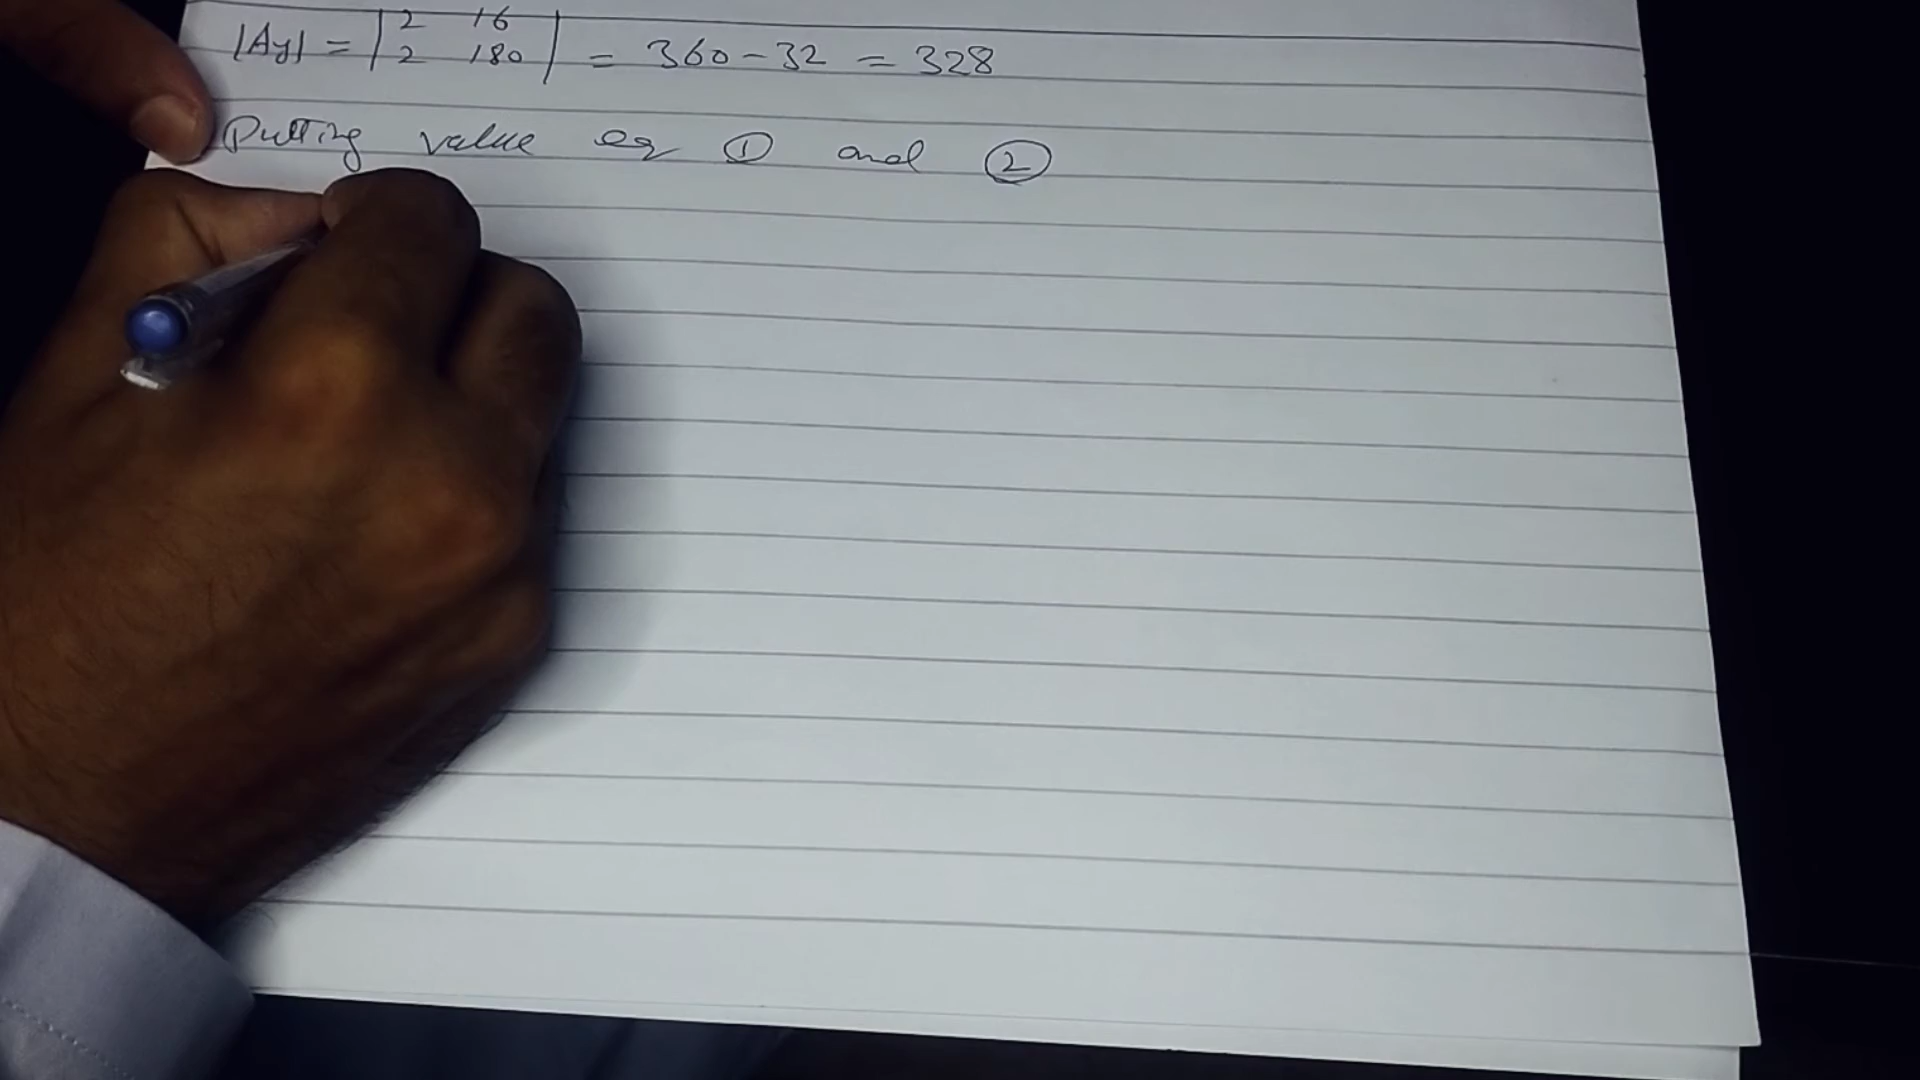 |Ay| = | 2 16
2 180 | = 360 - 32 = 328
Putting value eq ① and ②